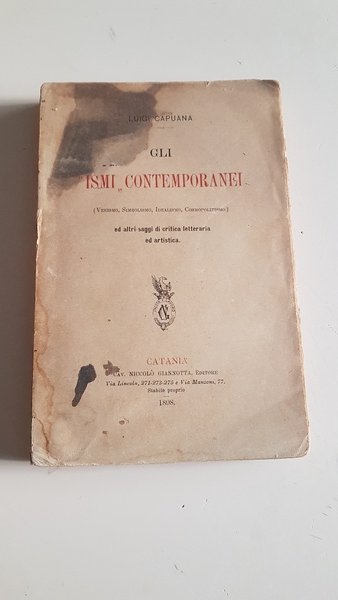 LUIGI CAPUANA
GLI
"ISMI„ CONTEMPORANEI
(VERISMO, SIMBOLISMO, IDEALISMO, COSMOPOLITISMO)
ed altri saggi di critica letteraria
ed artistica.
CATANIA
CAV. NICCOLÒ GIANNOTTA, EDITORE
Via Lincoln, 271-273-275 e Via Manzoni, 77.
Stabile proprio
1898.